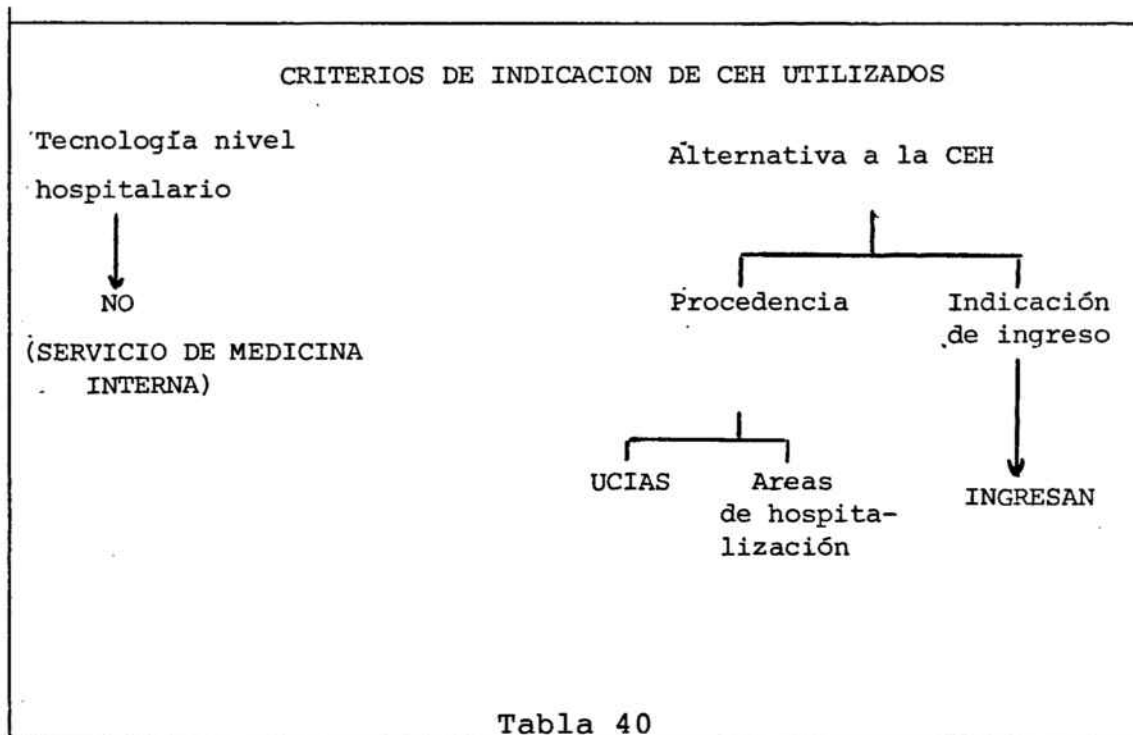 CRITERIOS DE INDICACION DE CEH UTILIZADOS
Tecnología nivel
hospitalario
NO
(SERVICIO DE MEDICINA
INTERNA)
Alternativa a la CEH
Procedencia
Indicación
de ingreso
UCIAS
Areas
de hospita-
lización
INGRESAN
Tabla 40